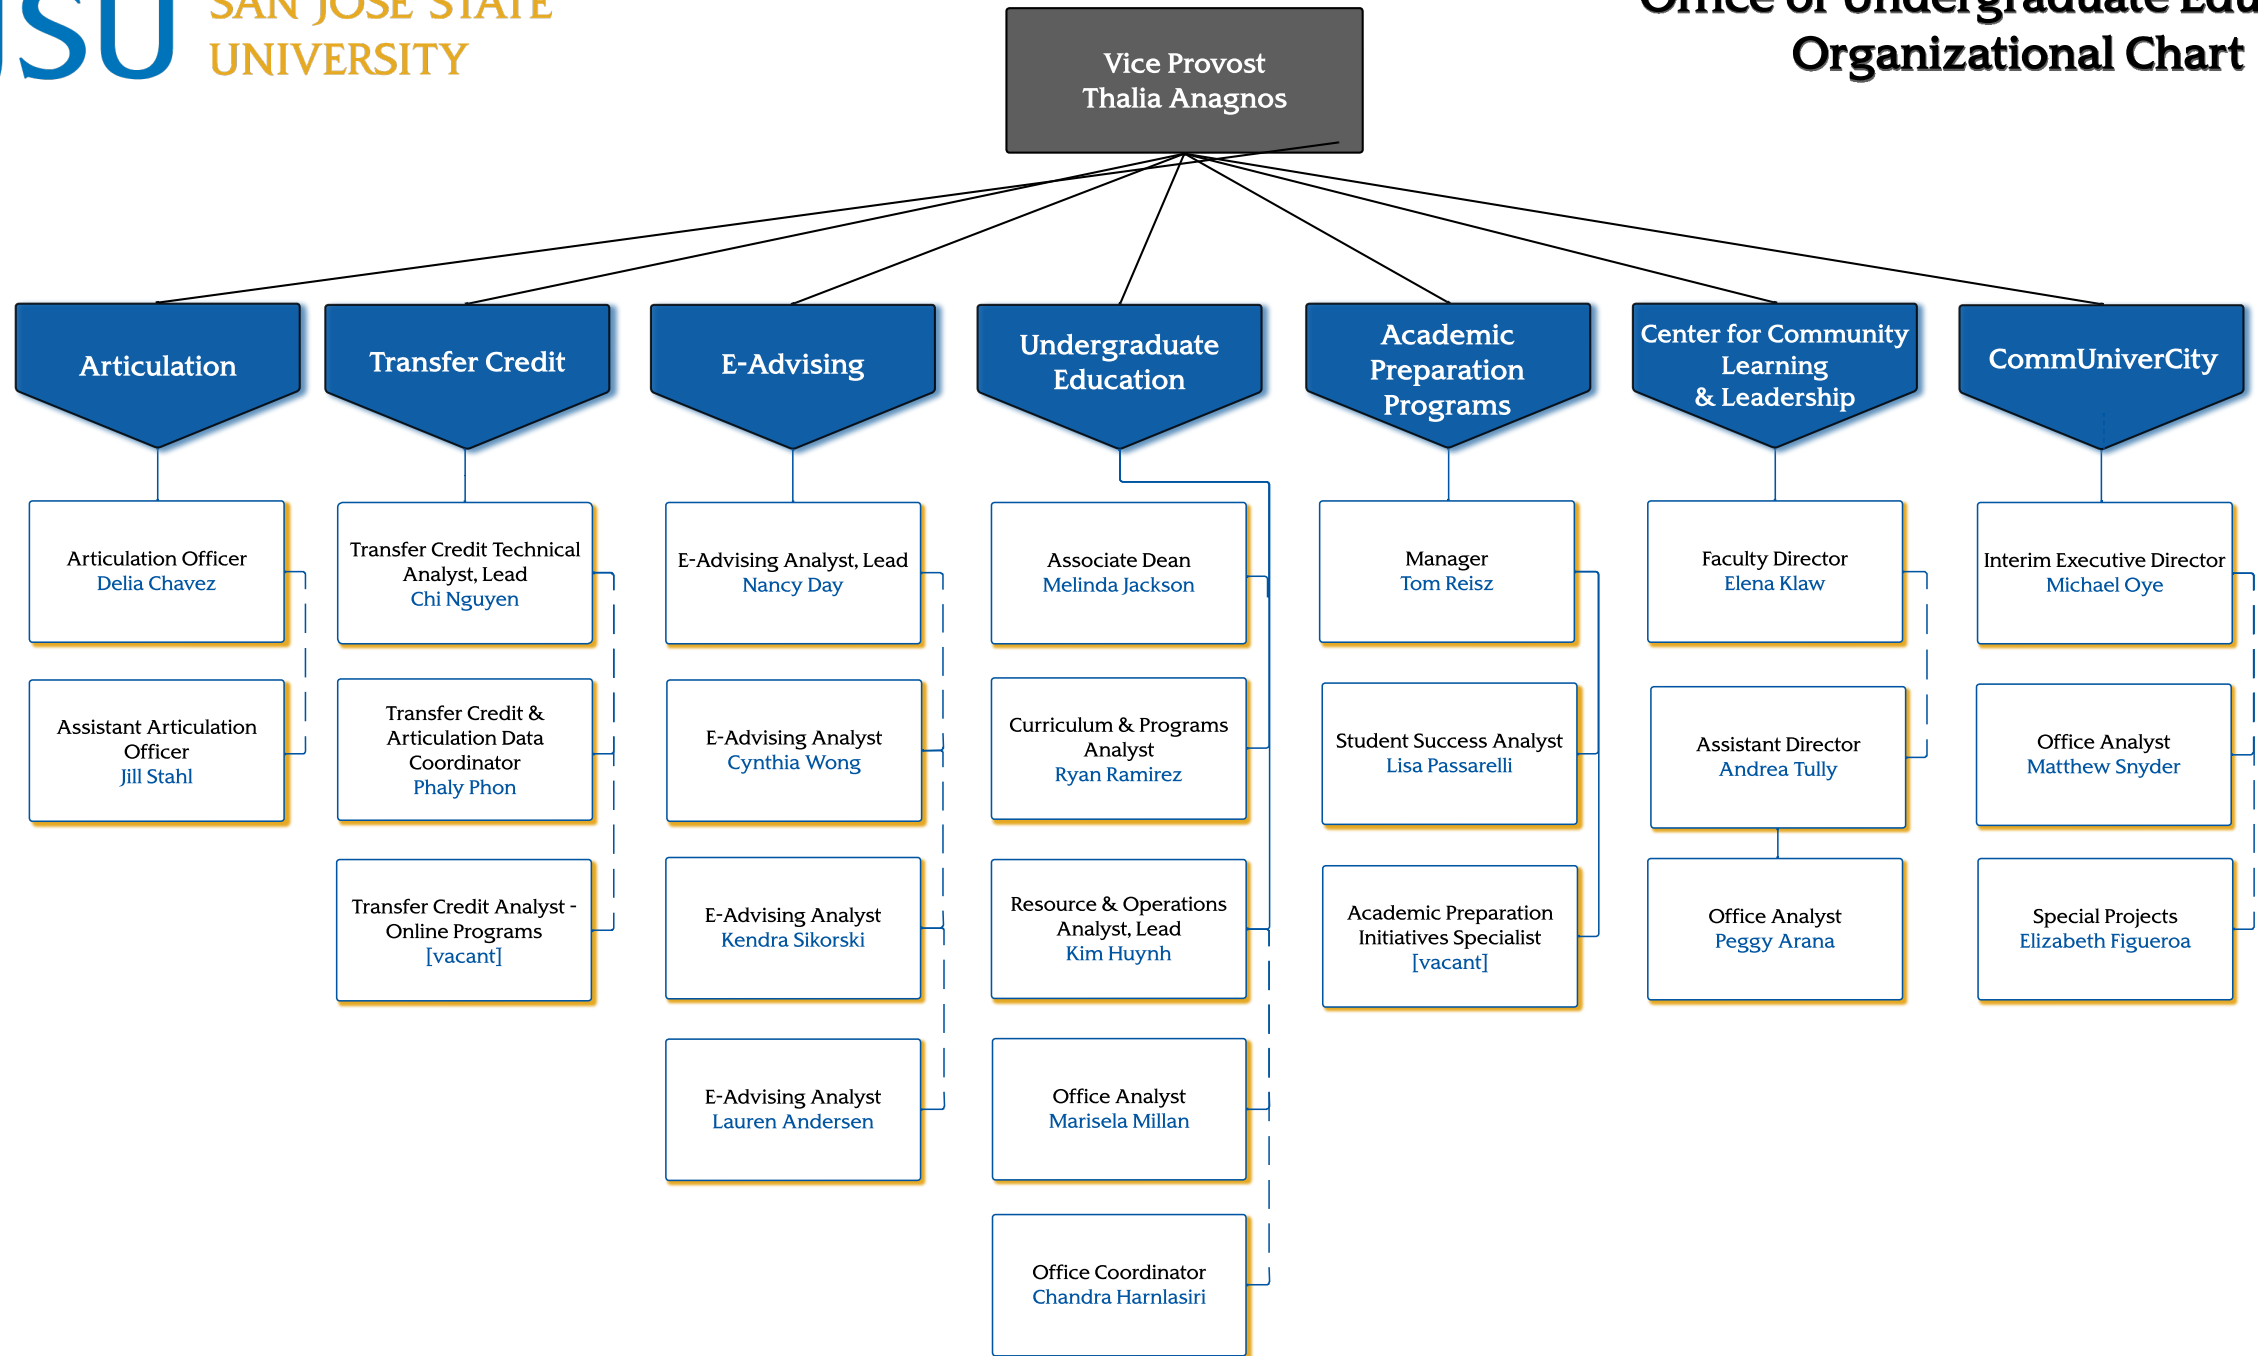 SAN JOSÉ STATE
UNIVERSITY
Organizational Chart
Vice Provost
Thalia Anagnos
Articulation
Transfer Credit
E-Advising
Undergraduate
Education
Academic
Preparation
Programs
Center for Community
Learning
& Leadership
CommUniverCity
Articulation Officer
Delia Chavez
Assistant Articulation
Officer
Jill Stahl
Transfer Credit Technical
Analyst, Lead
Chi Nguyen
Transfer Credit &
Articulation Data
Coordinator
Phaly Phon
Transfer Credit Analyst -
Online Programs
[vacant]
E-Advising Analyst, Lead
Nancy Day
E-Advising Analyst
Cynthia Wong
E-Advising Analyst
Kendra Sikorski
E-Advising Analyst
Lauren Andersen
Associate Dean
Melinda Jackson
Curriculum & Programs
Analyst
Ryan Ramirez
Resource & Operations
Analyst, Lead
Kim Huynh
Office Analyst
Marisela Millan
Office Coordinator
Chandra Harnlasiri
Manager
Tom Reisz
Student Success Analyst
Lisa Passarelli
Academic Preparation
Initiatives Specialist
[vacant]
Faculty Director
Elena Klaw
Assistant Director
Andrea Tully
Office Analyst
Peggy Arana
Interim Executive Director
Michael Oye
Office Analyst
Matthew Snyder
Special Projects
Elizabeth Figueroa